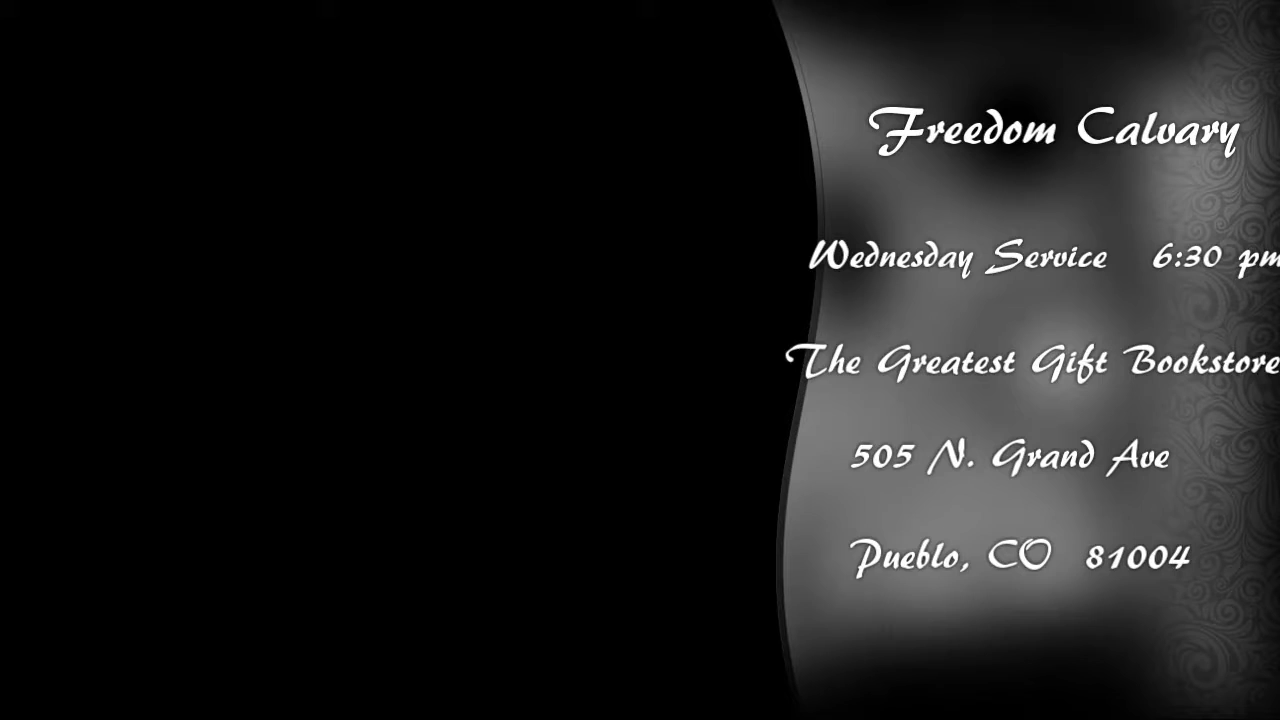 Freedom Calvary
Wednesday Service 6:30 pm
The Greatest Gift Bookstore
505 N. Grand Ave
Pueblo, CO 81004